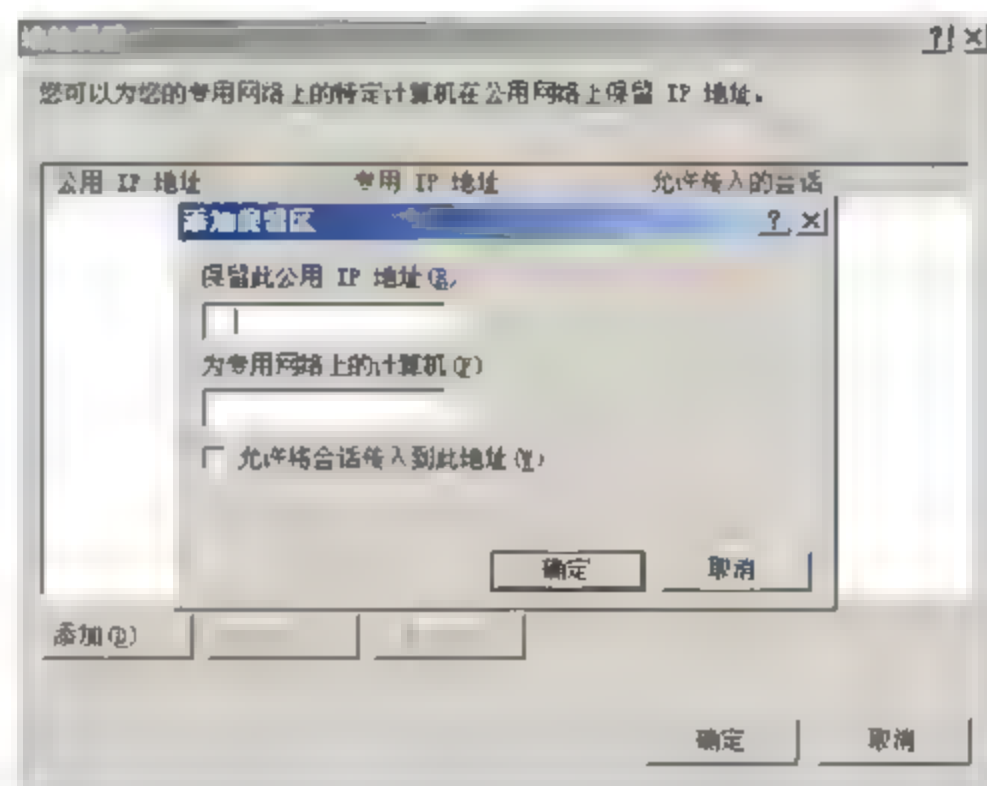 ? ×
您可以为您的专用网络上的特定计算机在公用网络上保留 IP 地址。
公用 IP 地址 专用 IP 地址 允许传入的会话
添加保留区 ? ×
保留此公用 IP 地址(R)
为专用网络上的计算机(F)
允许将会话传入到此地址
确定 取消
添加(D)
确定 取消